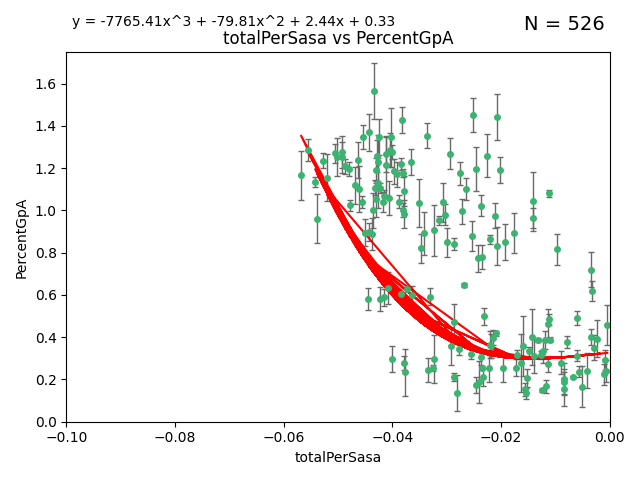 y = -7765.41x^3 + -79.81x^2 + 2.44x + 0.33
N = 526
totalPerSasa vs PercentGpA
PercentGpA
1.6
1.4
1.2
1.0
0.8
0.6
0.4
0.2
0.0
−0.10 −0.08 −0.06 −0.04 −0.02 0.00
totalPerSasa